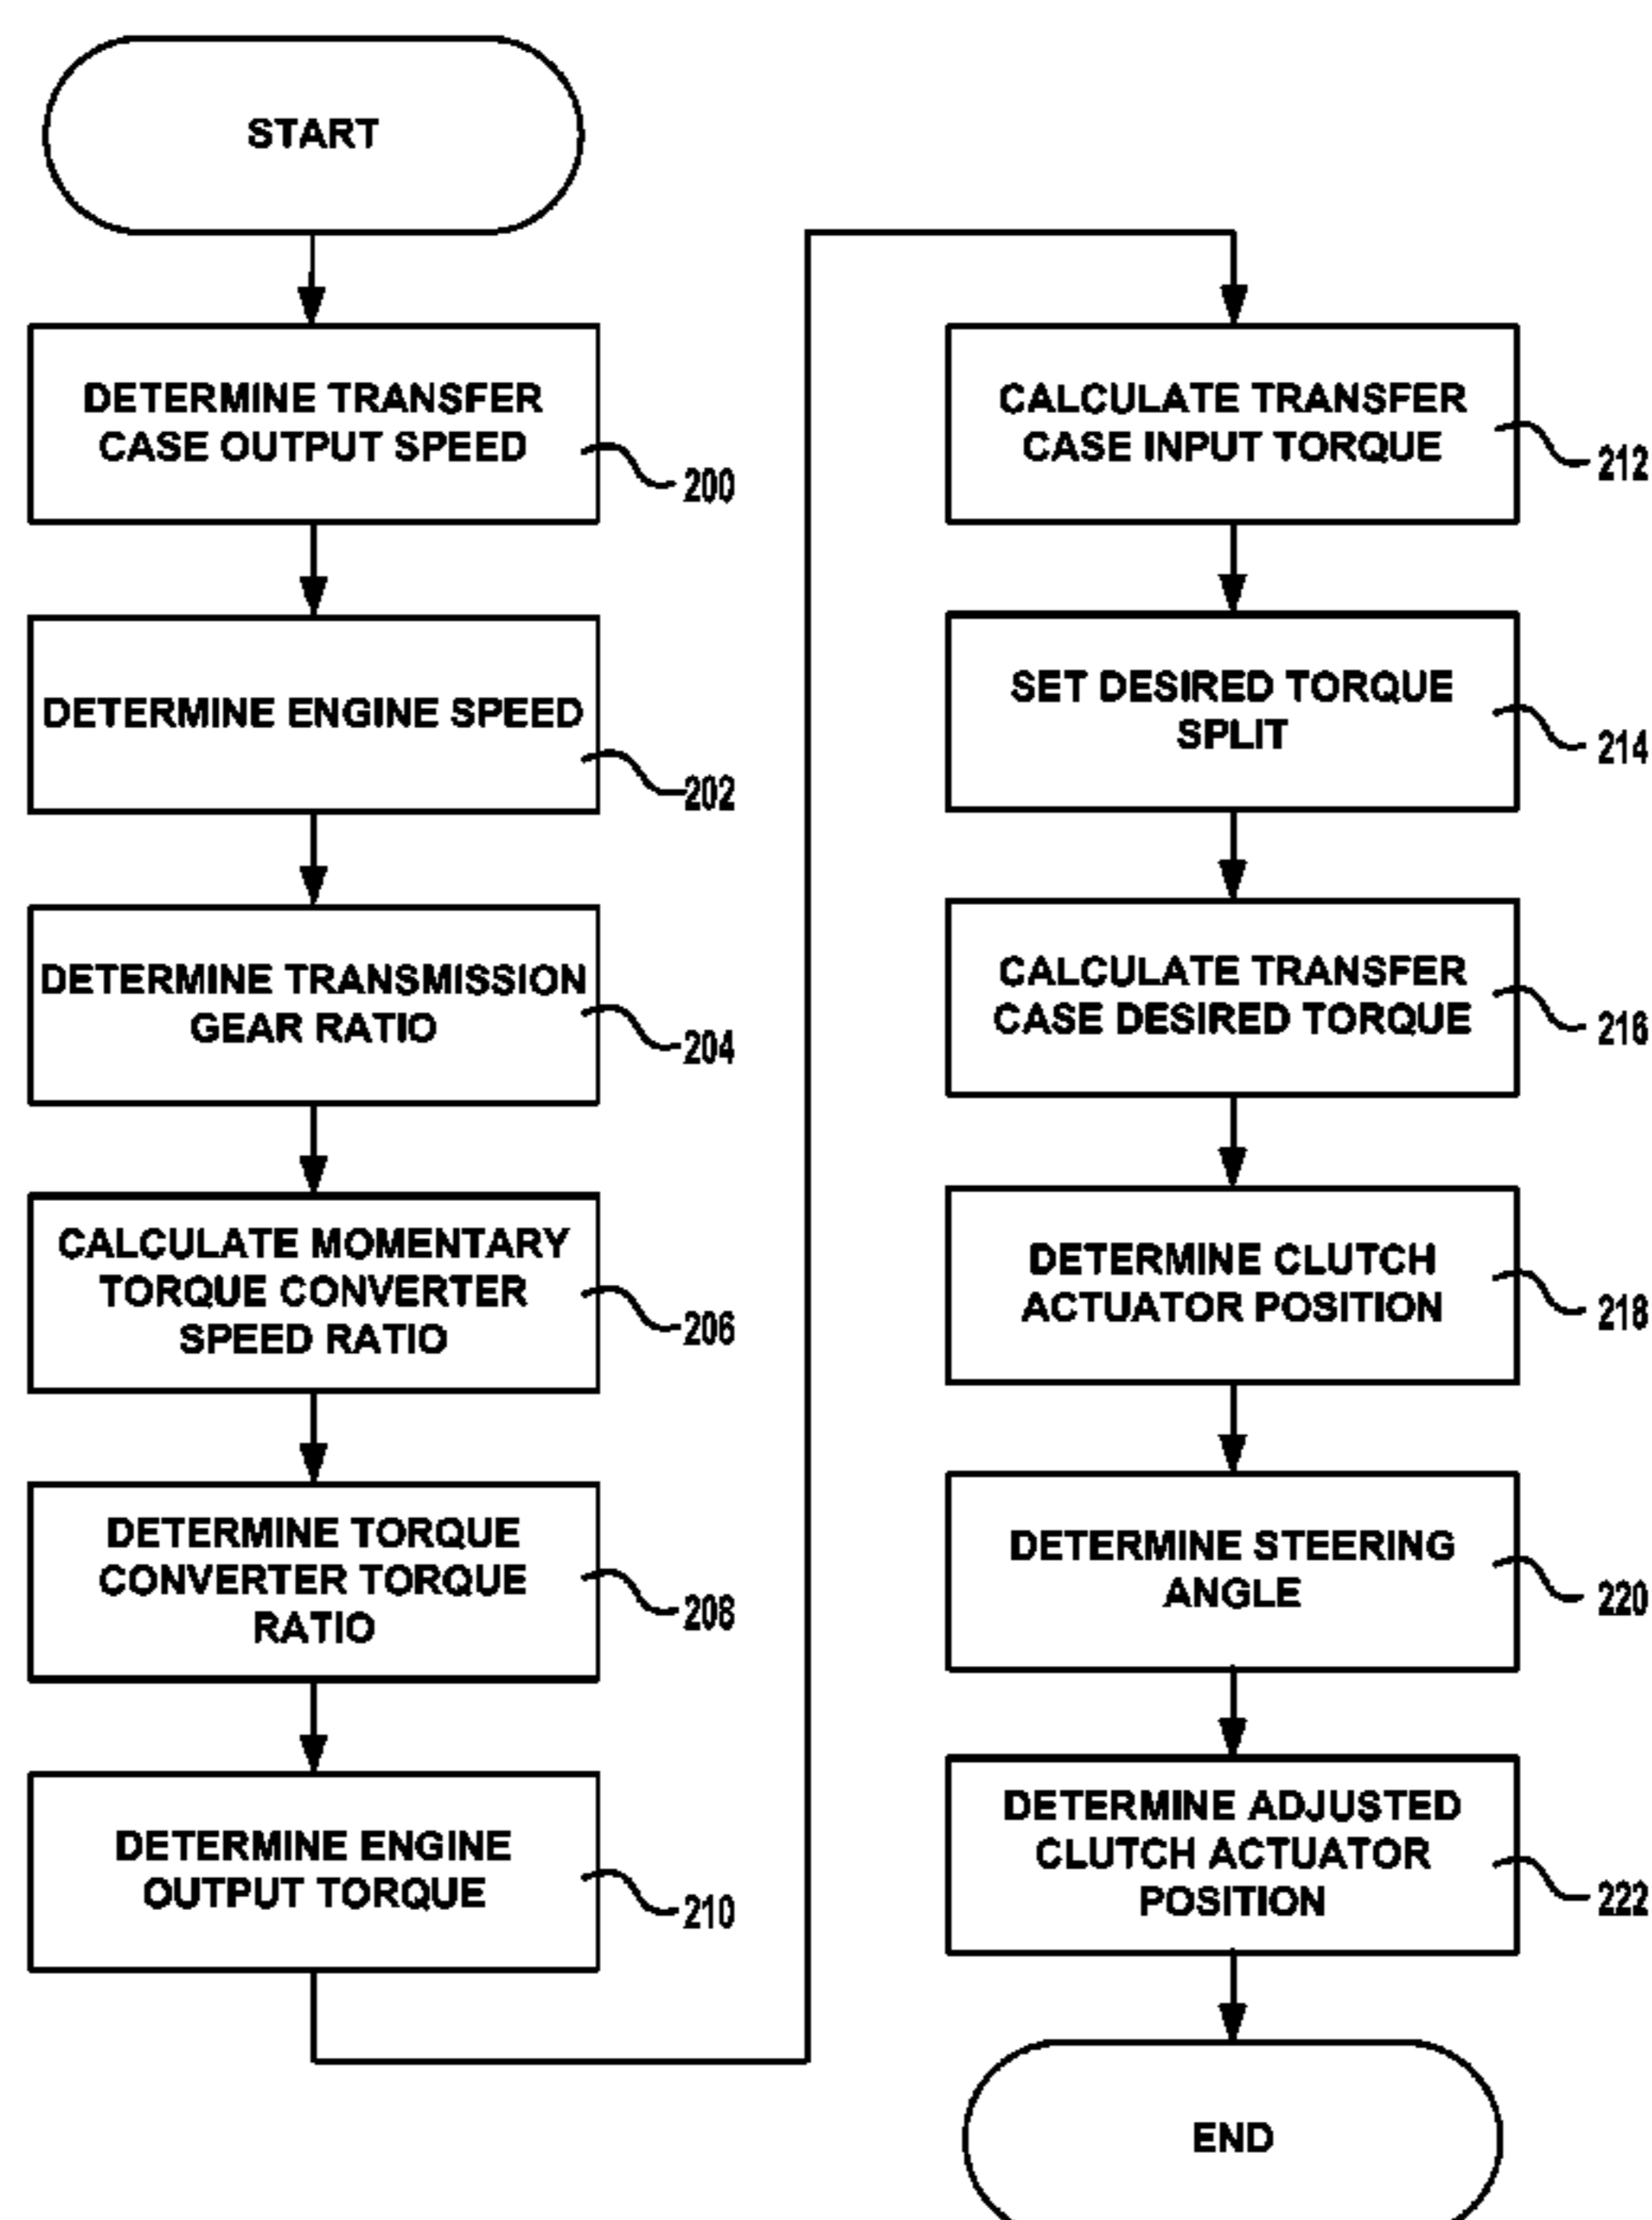 START
DETERMINE TRANSFER
CASE OUTPUT SPEED
200
DETERMINE ENGINE SPEED
202
DETERMINE TRANSMISSION
GEAR RATIO
204
CALCULATE MOMENTARY
TORQUE CONVERTER
SPEED RATIO
206
DETERMINE TORQUE
CONVERTER TORQUE
RATIO
208
DETERMINE ENGINE
OUTPUT TORQUE
210
CALCULATE TRANSFER
CASE INPUT TORQUE
212
SET DESIRED TORQUE
SPLIT
214
CALCULATE TRANSFER
CASE DESIRED TORQUE
216
DETERMINE CLUTCH
ACTUATOR POSITION
218
DETERMINE STEERING
ANGLE
220
DETERMINE ADJUSTED
CLUTCH ACTUATOR
POSITION
222
END